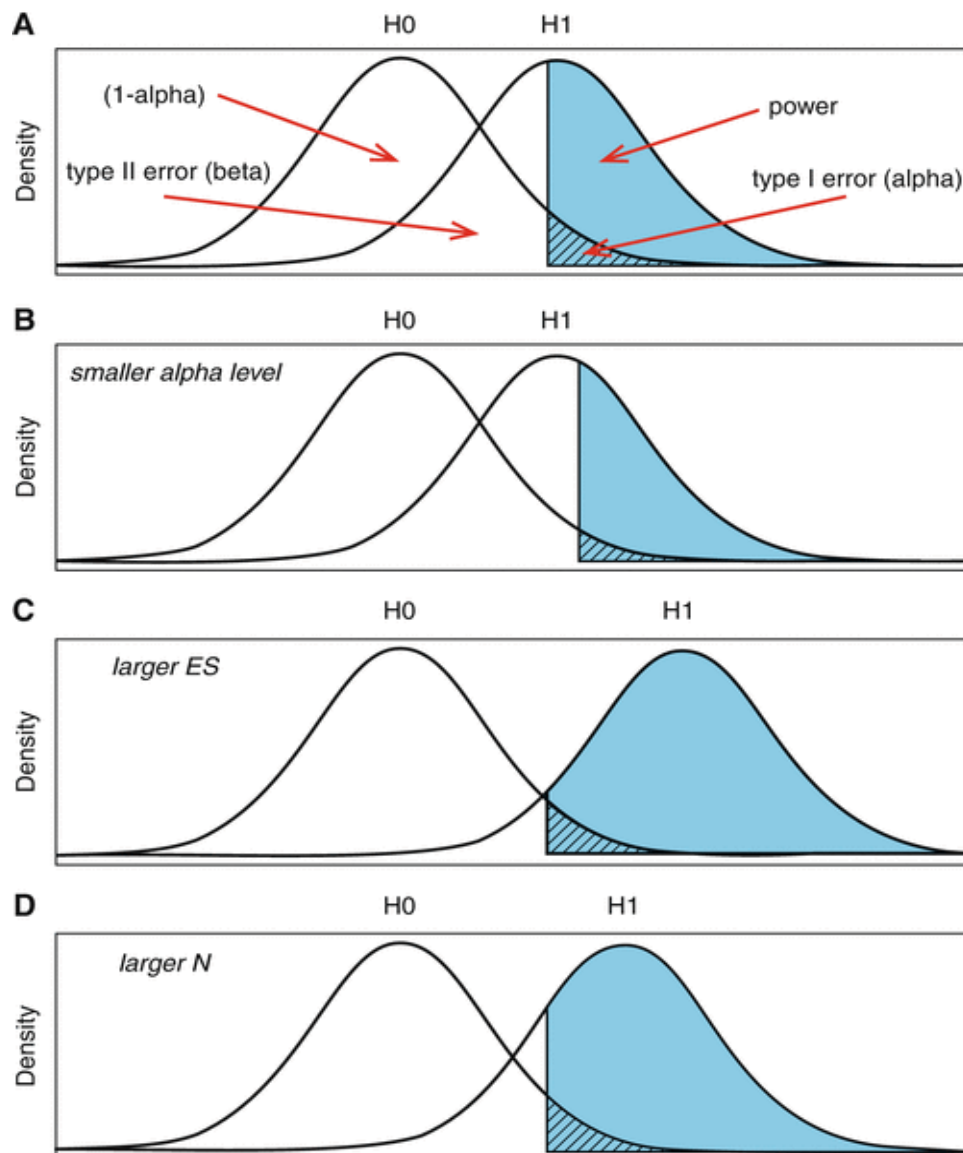 A
H0 H1
(1-alpha)
power
type II error (beta)
type I error (alpha)
Density
B
H0 H1
smaller alpha level
Density
C
H0 H1
larger ES
Density
D
H0 H1
larger N
Density